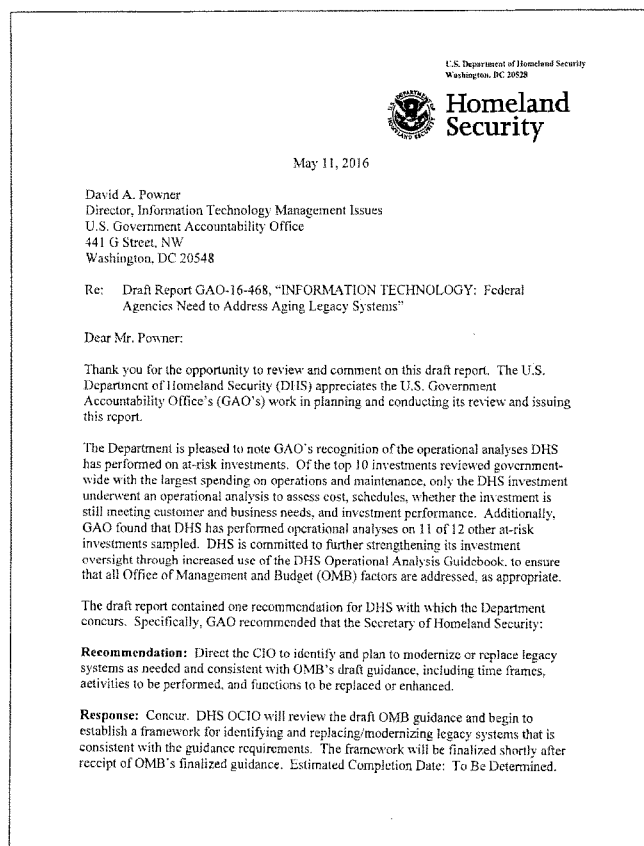 U.S. Department of Homeland Security
Washington, DC 20528
Homeland
Security
May 11, 2016
David A. Powner
Director, Information Technology Management Issues
U.S. Government Accountability Office
441 G Street, NW
Washington, DC 20548
Re: Draft Report GAO-16-468, “INFORMATION TECHNOLOGY: Federal
Agencies Need to Address Aging Legacy Systems”
Dear Mr. Powner:
Thank you for the opportunity to review and comment on this draft report. The U.S.
Department of Homeland Security (DHS) appreciates the U.S. Government
Accountability Office’s (GAO’s) work in planning and conducting its review and issuing
this report.
The Department is pleased to note GAO’s recognition of the operational analyses DHS
has performed on at-risk investments. Of the top 10 investments reviewed government-
wide with the largest spending on operations and maintenance, only the DHS investment
underwent an operational analysis to assess cost, schedules, whether the investment is
still meeting customer and business needs, and investment performance. Additionally,
GAO found that DHS has performed operational analyses on 11 of 12 other at-risk
investments sampled. DHS is committed to further strengthening its investment
oversight through increased use of the DHS Operational Analysis Guidebook, to ensure
that all Office of Management and Budget (OMB) factors are addressed, as appropriate.
The draft report contained one recommendation for DHS with which the Department
concurs. Specifically, GAO recommended that the Secretary of Homeland Security:
Recommendation: Direct the CIO to identify and plan to modernize or replace legacy
systems as needed and consistent with OMB’s draft guidance, including time frames,
activities to be performed, and functions to be replaced or enhanced.
Response: Concur. DHS OCIO will review the draft OMB guidance and begin to
establish a framework for identifying and replacing/modernizing legacy systems that is
consistent with the guidance requirements. The framework will be finalized shortly after
receipt of OMB’s finalized guidance. Estimated Completion Date: To Be Determined.